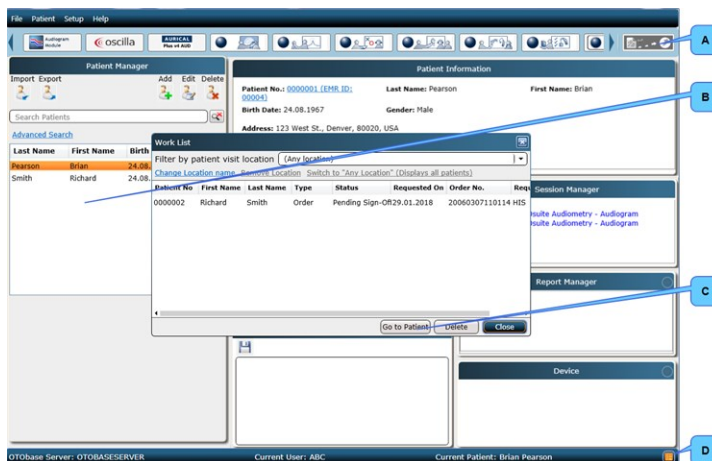 File Patient Setup Help
Audiogram Module
oscilla
AURICAL
Plus v4 AUD
A
Patient Manager
Import Export Add Edit Delete
Search Patients
Advanced Search
Last Name First Name Birth
Pearson Brian 24.08.
Smith Richard 24.08.
Patient Information
Patient No.: 0000001 (EMR ID: 00004)
Last Name: Pearson
First Name: Brian
Birth Date: 24.08.1967
Gender: Male
Address: 123 West St., Denver, 80020, USA
B
Work List
Filter by patient visit location (Any location)
Change Location name Remove Location Switch to "Any Location" (Displays all patients)
Patient No First Name Last Name Type Status Requested On Order No. Requ
0000002 Richard Smith Order Pending Sign-Off 29.01.2018 20060307110114 HIS
Go to Patient Delete Close
Session Manager
suite Audiometry - Audiogram
suite Audiometry - Audiogram
Report Manager
C
Device
OTObase Server: OTOBASESERVER Current User: ABC Current Patient: Brian Pearson
D